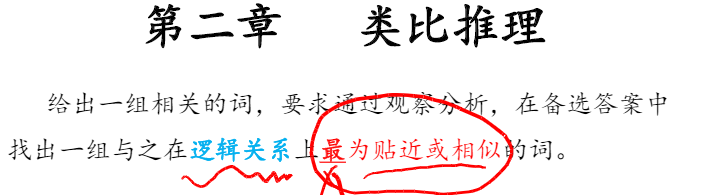 第二章 类比推理
给出一组相关的词，要求通过观察分析，在备选答案中
找出一组与之在逻辑关系上最为贴近或相似的词。